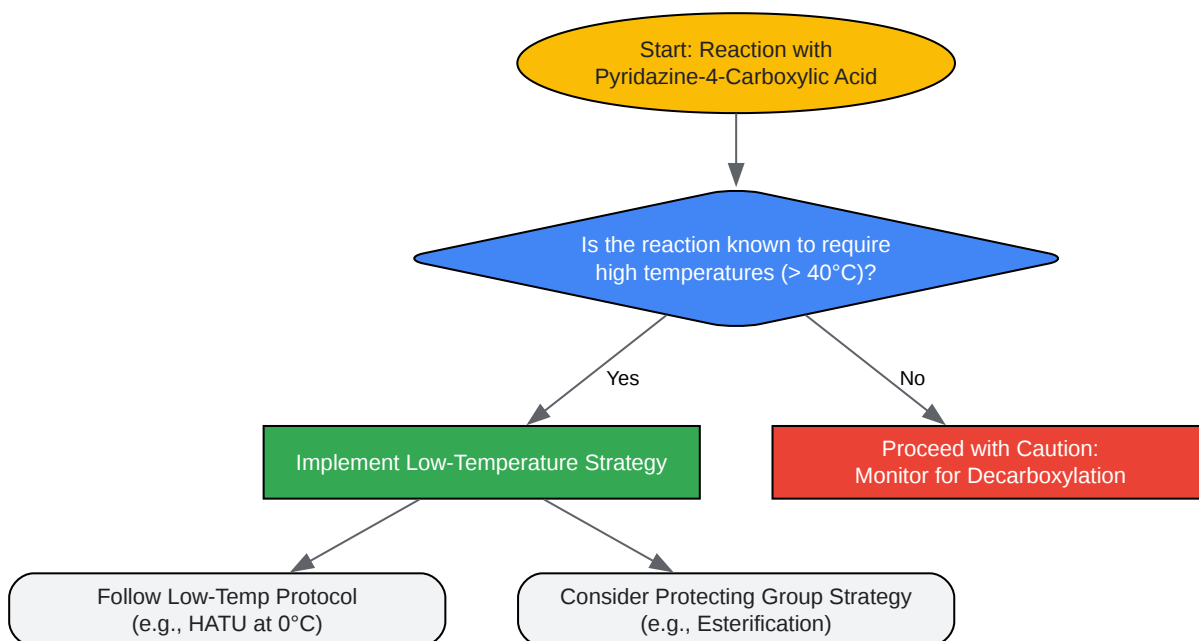 Start: Reaction with
Pyridazine-4-Carboxylic Acid
Is the reaction known to require
high temperatures (> 40°C)?
Yes
No
Implement Low-Temperature Strategy
Proceed with Caution:
Monitor for Decarboxylation
Follow Low-Temp Protocol
(e.g., HATU at 0°C)
Consider Protecting Group Strategy
(e.g., Esterification)